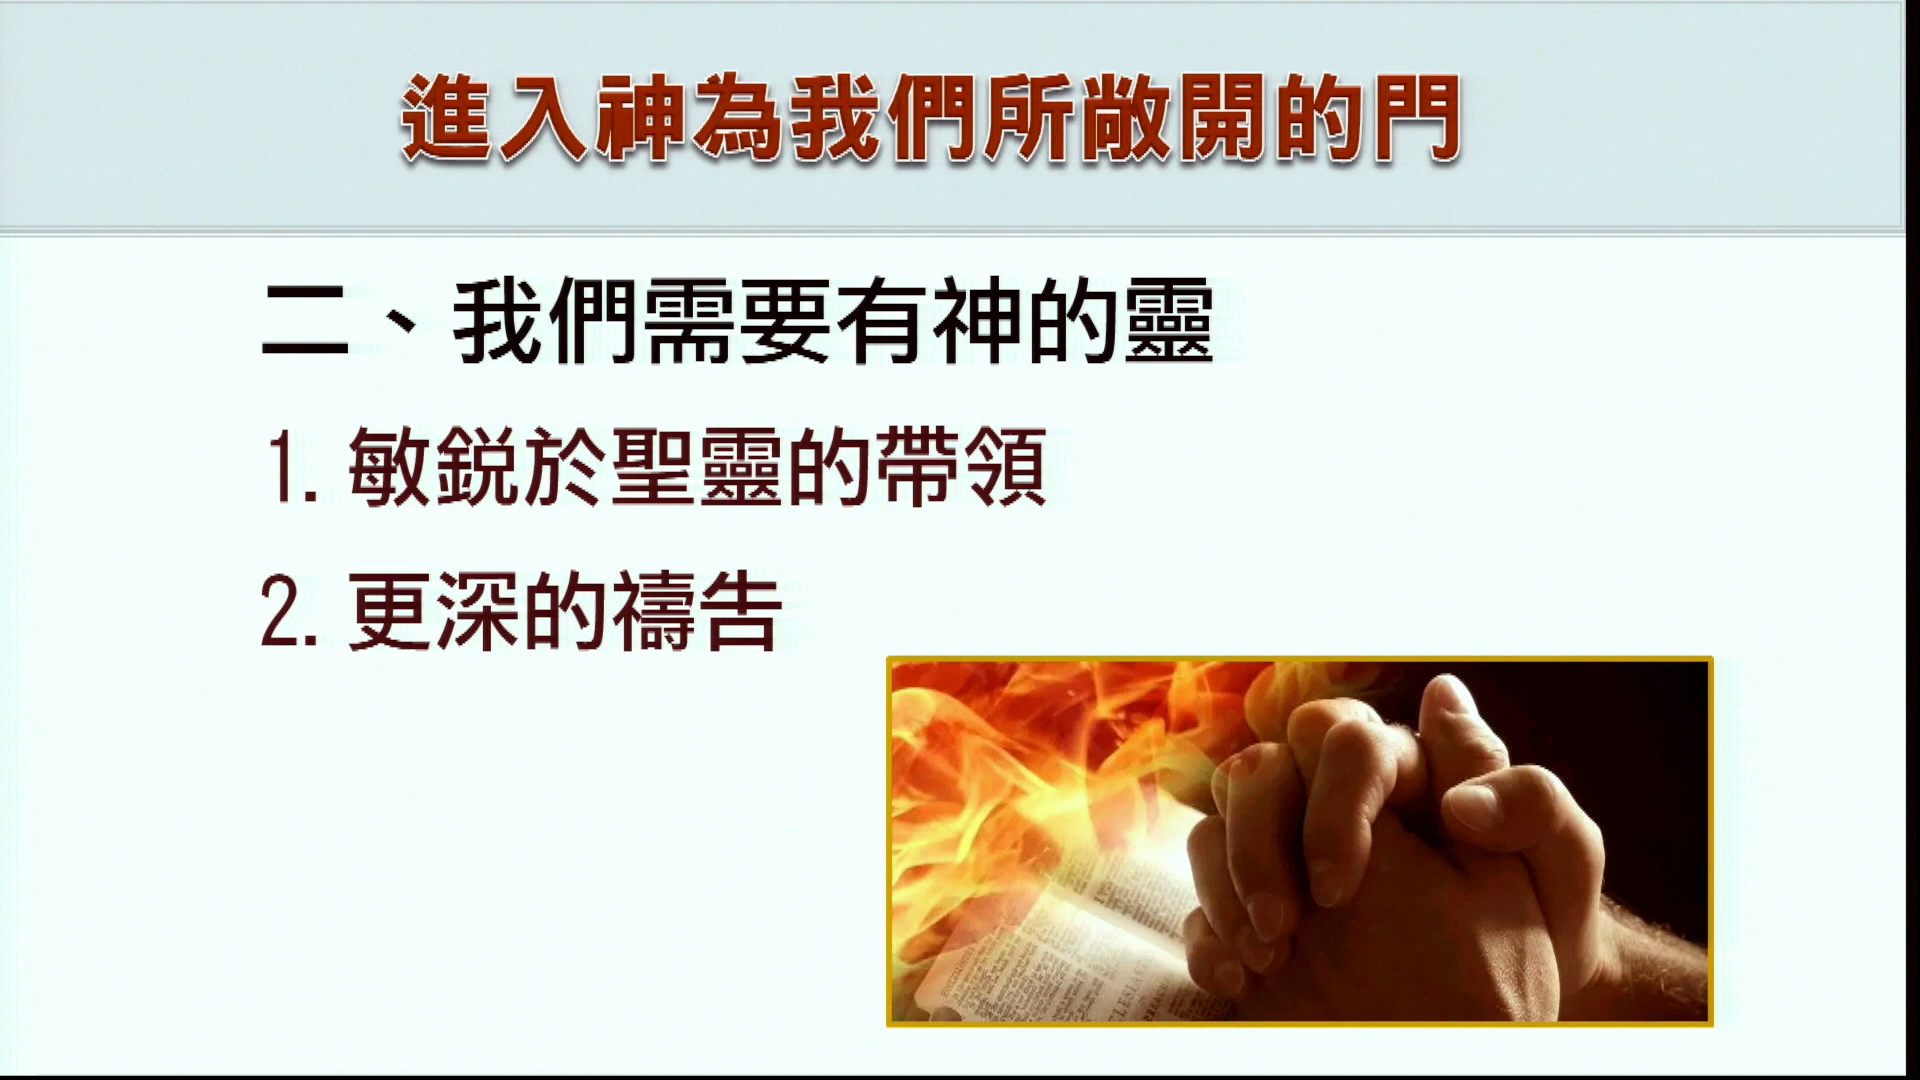 進入神為我們所敞開的門
二、我們需要有神的靈
1.敏銳於聖靈的帶領
2.更深的禱告